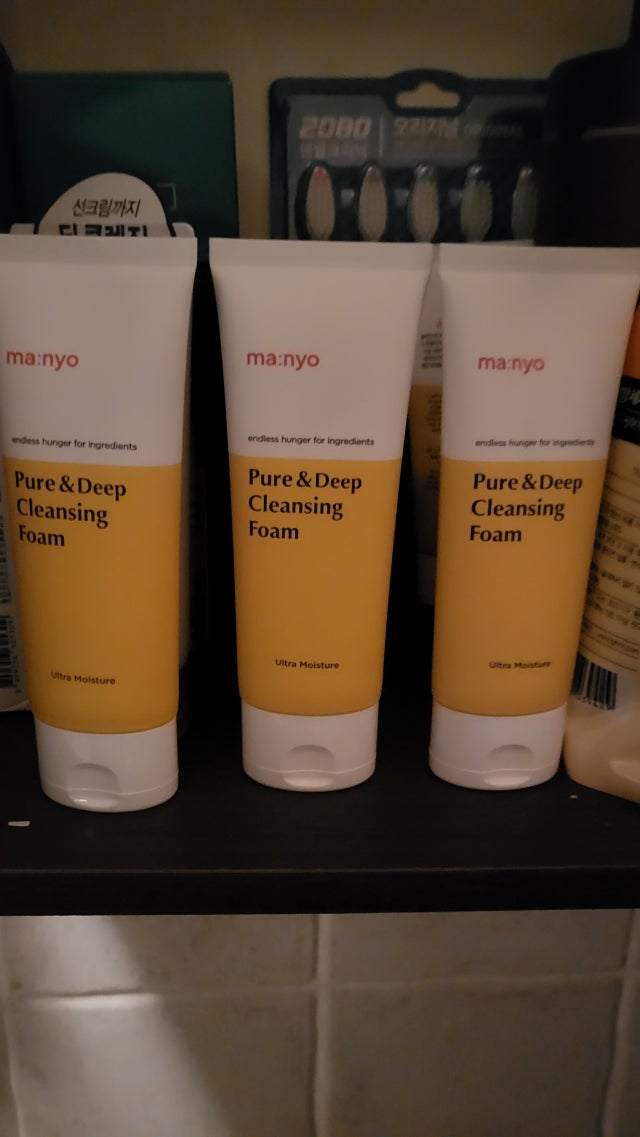 2080
오리지널 ORIGINAL
선크림까지
ma:nyo
endless hunger for ingredients
Pure & Deep
Cleansing
Foam
Ultra Moisture
ma:nyo
endless hunger for ingredients
Pure & Deep
Cleansing
Foam
Ultra Moisture
ma:nyo
endless hunger for ingredients
Pure & Deep
Cleansing
Foam
Ultra Moisture